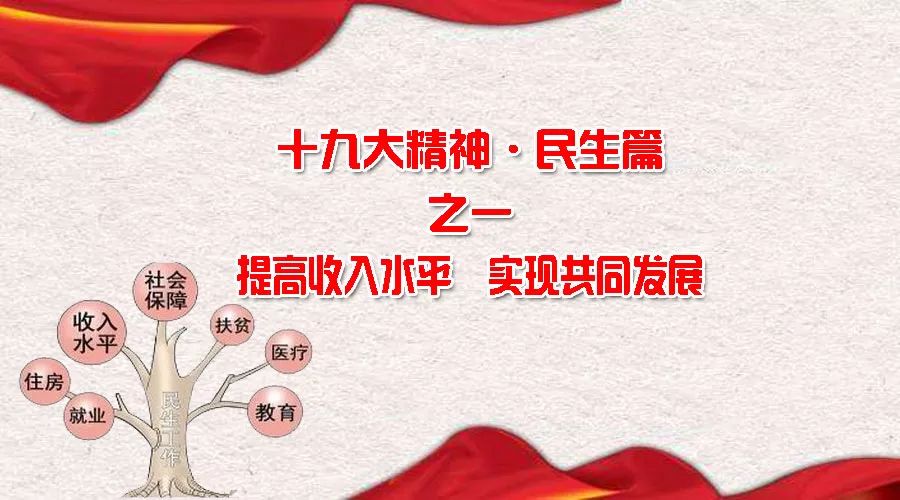 十九大精神·民生篇
之一
提高收入水平 实现共同发展
社会
保障
收入
水平
扶贫
医疗
住房
就业
教育
民生工作